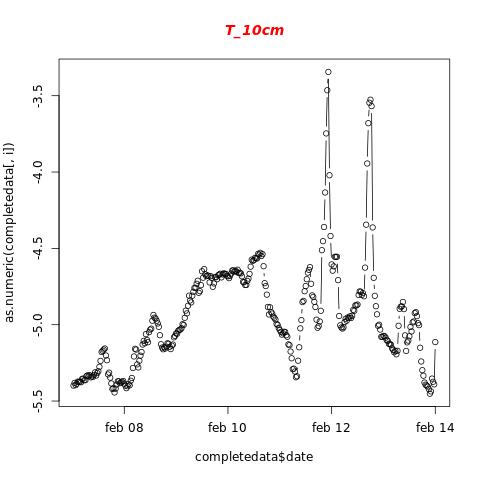 T_10cm
as.numeric(completedata[, i])
-3.5
-4.0
-4.5
-5.0
-5.5
feb 08
feb 10
feb 12
feb 14
completedata$date